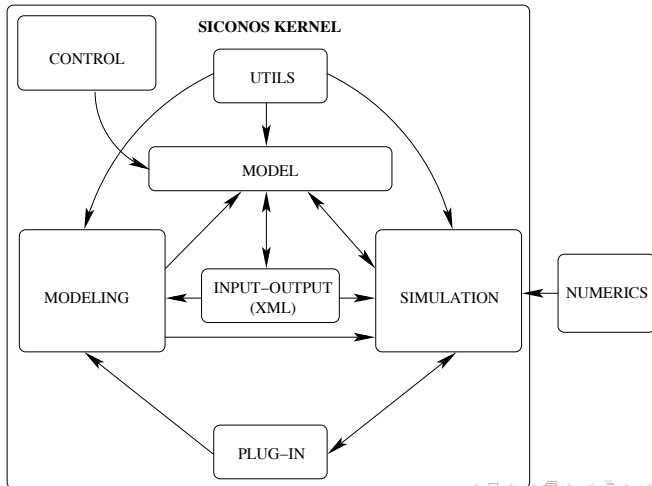 SICONOS KERNEL
CONTROL
UTILS
MODEL
MODELING
INPUT–OUTPUT
(XML)
SIMULATION
NUMERICS
PLUG–IN